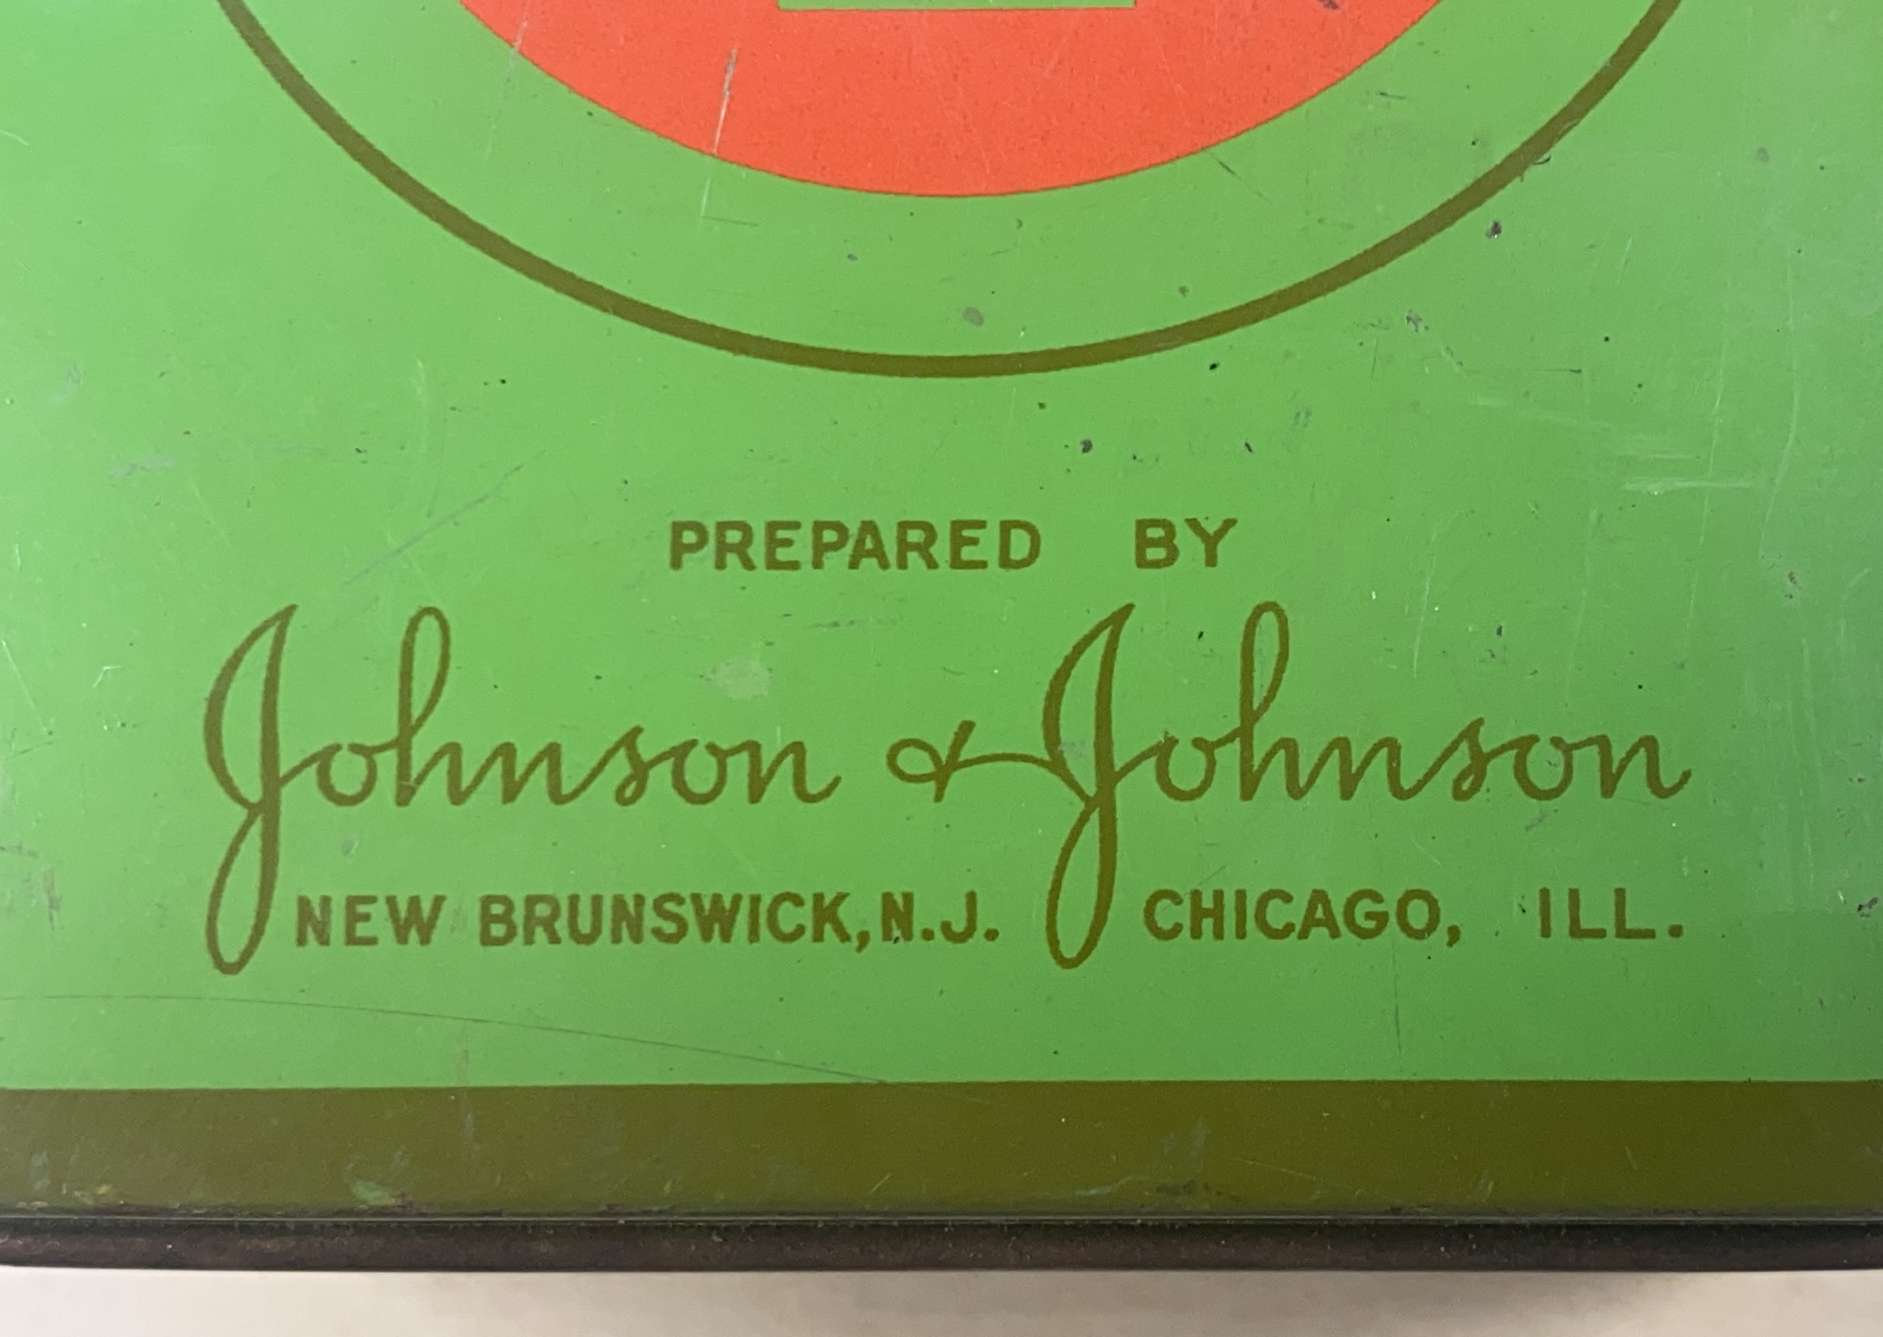 PREPARED BY
Johnson & Johnson
NEW BRUNSWICK, N.J. CHICAGO, ILL.